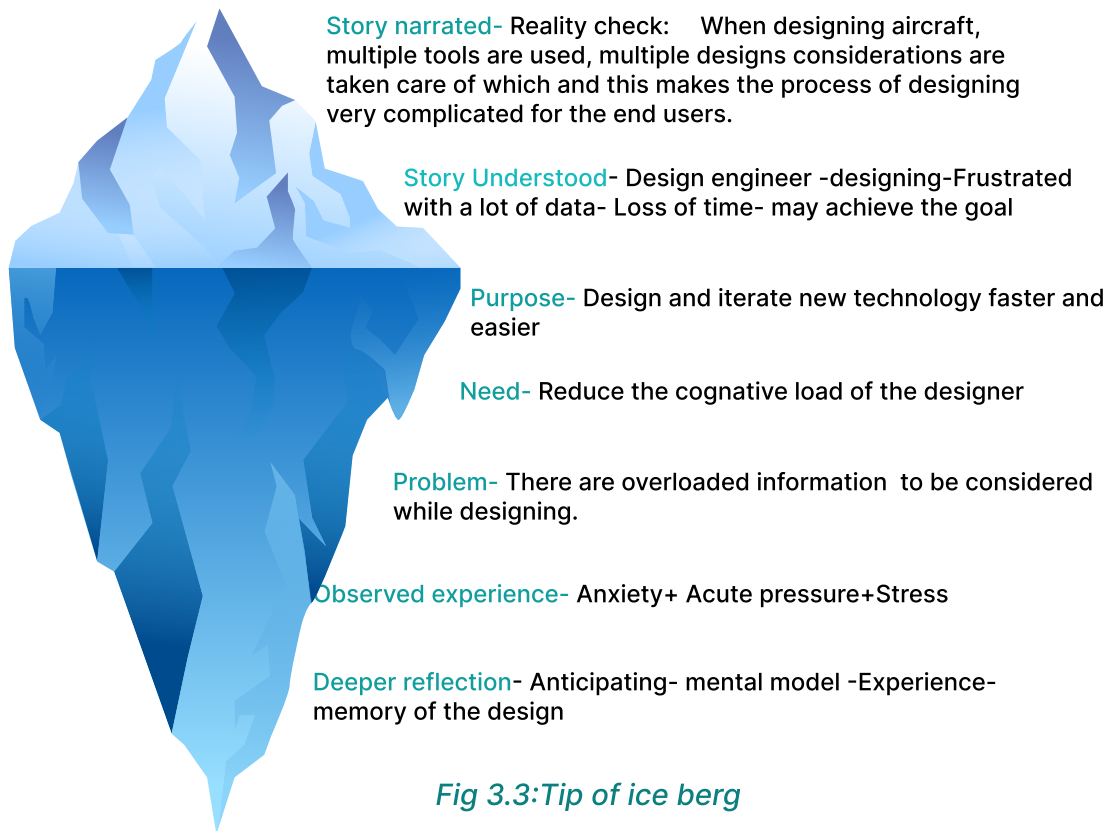 Story narrated- Reality check: When designing aircraft,
multiple tools are used, multiple designs considerations are
taken care of which and this makes the process of designing
very complicated for the end users.
Story Understood- Design engineer -designing-Frustrated
with a lot of data- Loss of time- may achieve the goal
Purpose- Design and iterate new technology faster and
easier
Need- Reduce the cognative load of the designer
Problem- There are overloaded information to be considered
while designing.
Observed experience- Anxiety+ Acute pressure+Stress
Deeper reflection- Anticipating- mental model -Experience-
memory of the design
Fig 3.3:Tip of ice berg